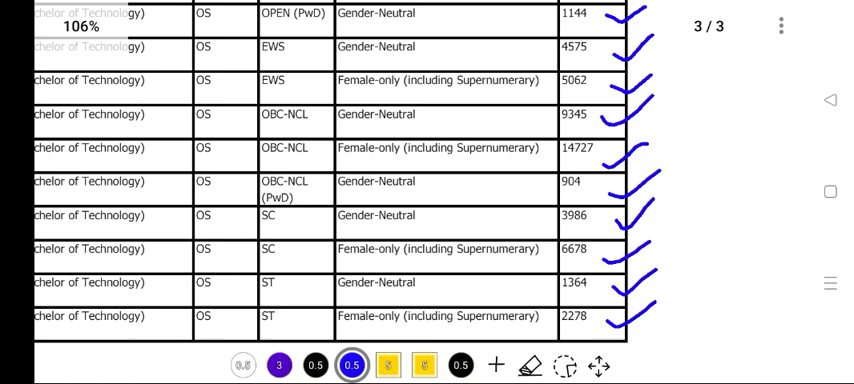 chelor of Technology) OS OPEN (PwD) Gender-Neutral 1144
106% 3 / 3
chelor of Technology) OS EWS Gender-Neutral 4575
chelor of Technology) OS EWS Female-only (including Supernumerary) 5062
chelor of Technology) OS OBC-NCL Gender-Neutral 9345
chelor of Technology) OS OBC-NCL Female-only (including Supernumerary) 14727
chelor of Technology) OS OBC-NCL Gender-Neutral 904
(PwD)
chelor of Technology) OS SC Gender-Neutral 3986
chelor of Technology) OS SC Female-only (including Supernumerary) 6678
chelor of Technology) OS ST Gender-Neutral 1364
chelor of Technology) OS ST Female-only (including Supernumerary) 2278
0.5 3 0.5 0.5 5 5 0.5